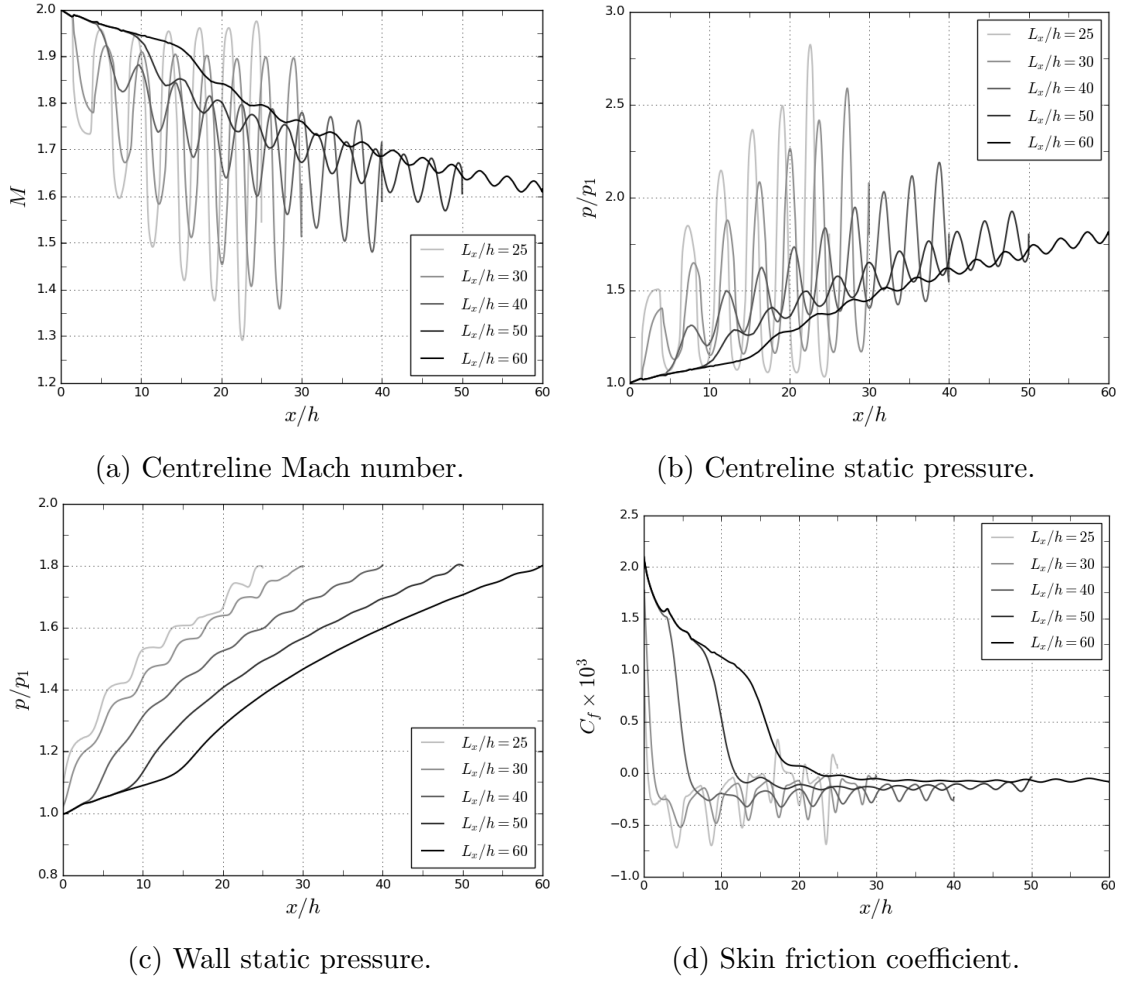 2.0
1.9
1.8
1.7
1.6
1.5
1.4
1.3
1.2
M
0 10 20 30 40 50 60
x/h
L_x/h = 25
L_x/h = 30
L_x/h = 40
L_x/h = 50
L_x/h = 60
(a) Centreline Mach number.
3.0
2.5
2.0
1.5
1.0
p/p_1
0 10 20 30 40 50 60
x/h
L_x/h = 25
L_x/h = 30
L_x/h = 40
L_x/h = 50
L_x/h = 60
(b) Centreline static pressure.
2.0
1.8
1.6
1.4
1.2
1.0
0.8
p/p_1
0 10 20 30 40 50 60
x/h
L_x/h = 25
L_x/h = 30
L_x/h = 40
L_x/h = 50
L_x/h = 60
(c) Wall static pressure.
2.5
2.0
1.5
1.0
0.5
0.0
−0.5
−1.0
C_f × 10^3
0 10 20 30 40 50 60
x/h
L_x/h = 25
L_x/h = 30
L_x/h = 40
L_x/h = 50
L_x/h = 60
(d) Skin friction coefficient.